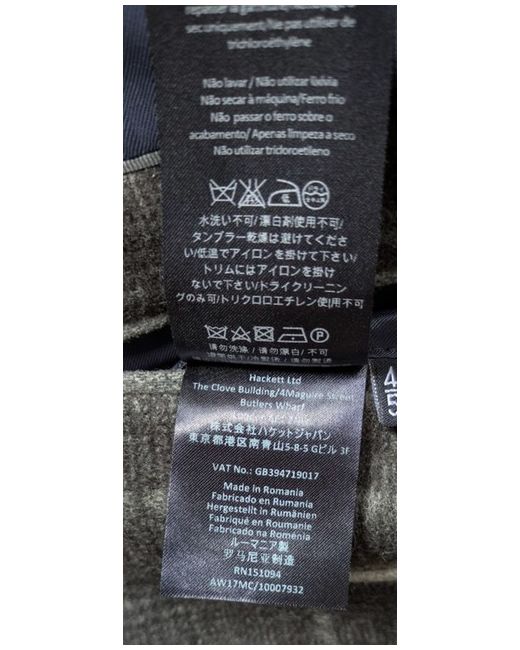 sec uniquement/Ne pas utiliser de
trichloroéthylène
Não lavar / Não utilizar lixivia
Não secar à máquina/Ferro frio
Não passar o ferro sobre o
acabamento/ Apenas limpeza a seco
Não utilizar tridoroetileno
水洗い不可/漂白剤使用不可/
タンブラー乾燥は避けてくださ
い/低温でアイロンを掛けて下さい/
トリムにはアイロンを掛け
ないで下さい/ドライクリーニン
グのみ可/トリクロロエチレン使用不可
P
请勿洗涤 / 请勿漂白/ 不可
Hackett Ltd
The Clove Building/4Maguire Street
Butlers Wharf
株式会社ハケットジャパン
東京都港区南青山5-8-5 Gビル 3F
VAT No.: GB394719017
Made in Romania
Fabricado en Rumania
Hergestellt in Rumänien
Fabriqué en Roumanie
Fabricado na Roménia
ルーマニア製
罗马尼亚制造
RN151094
AW17MC/10007932
4/5